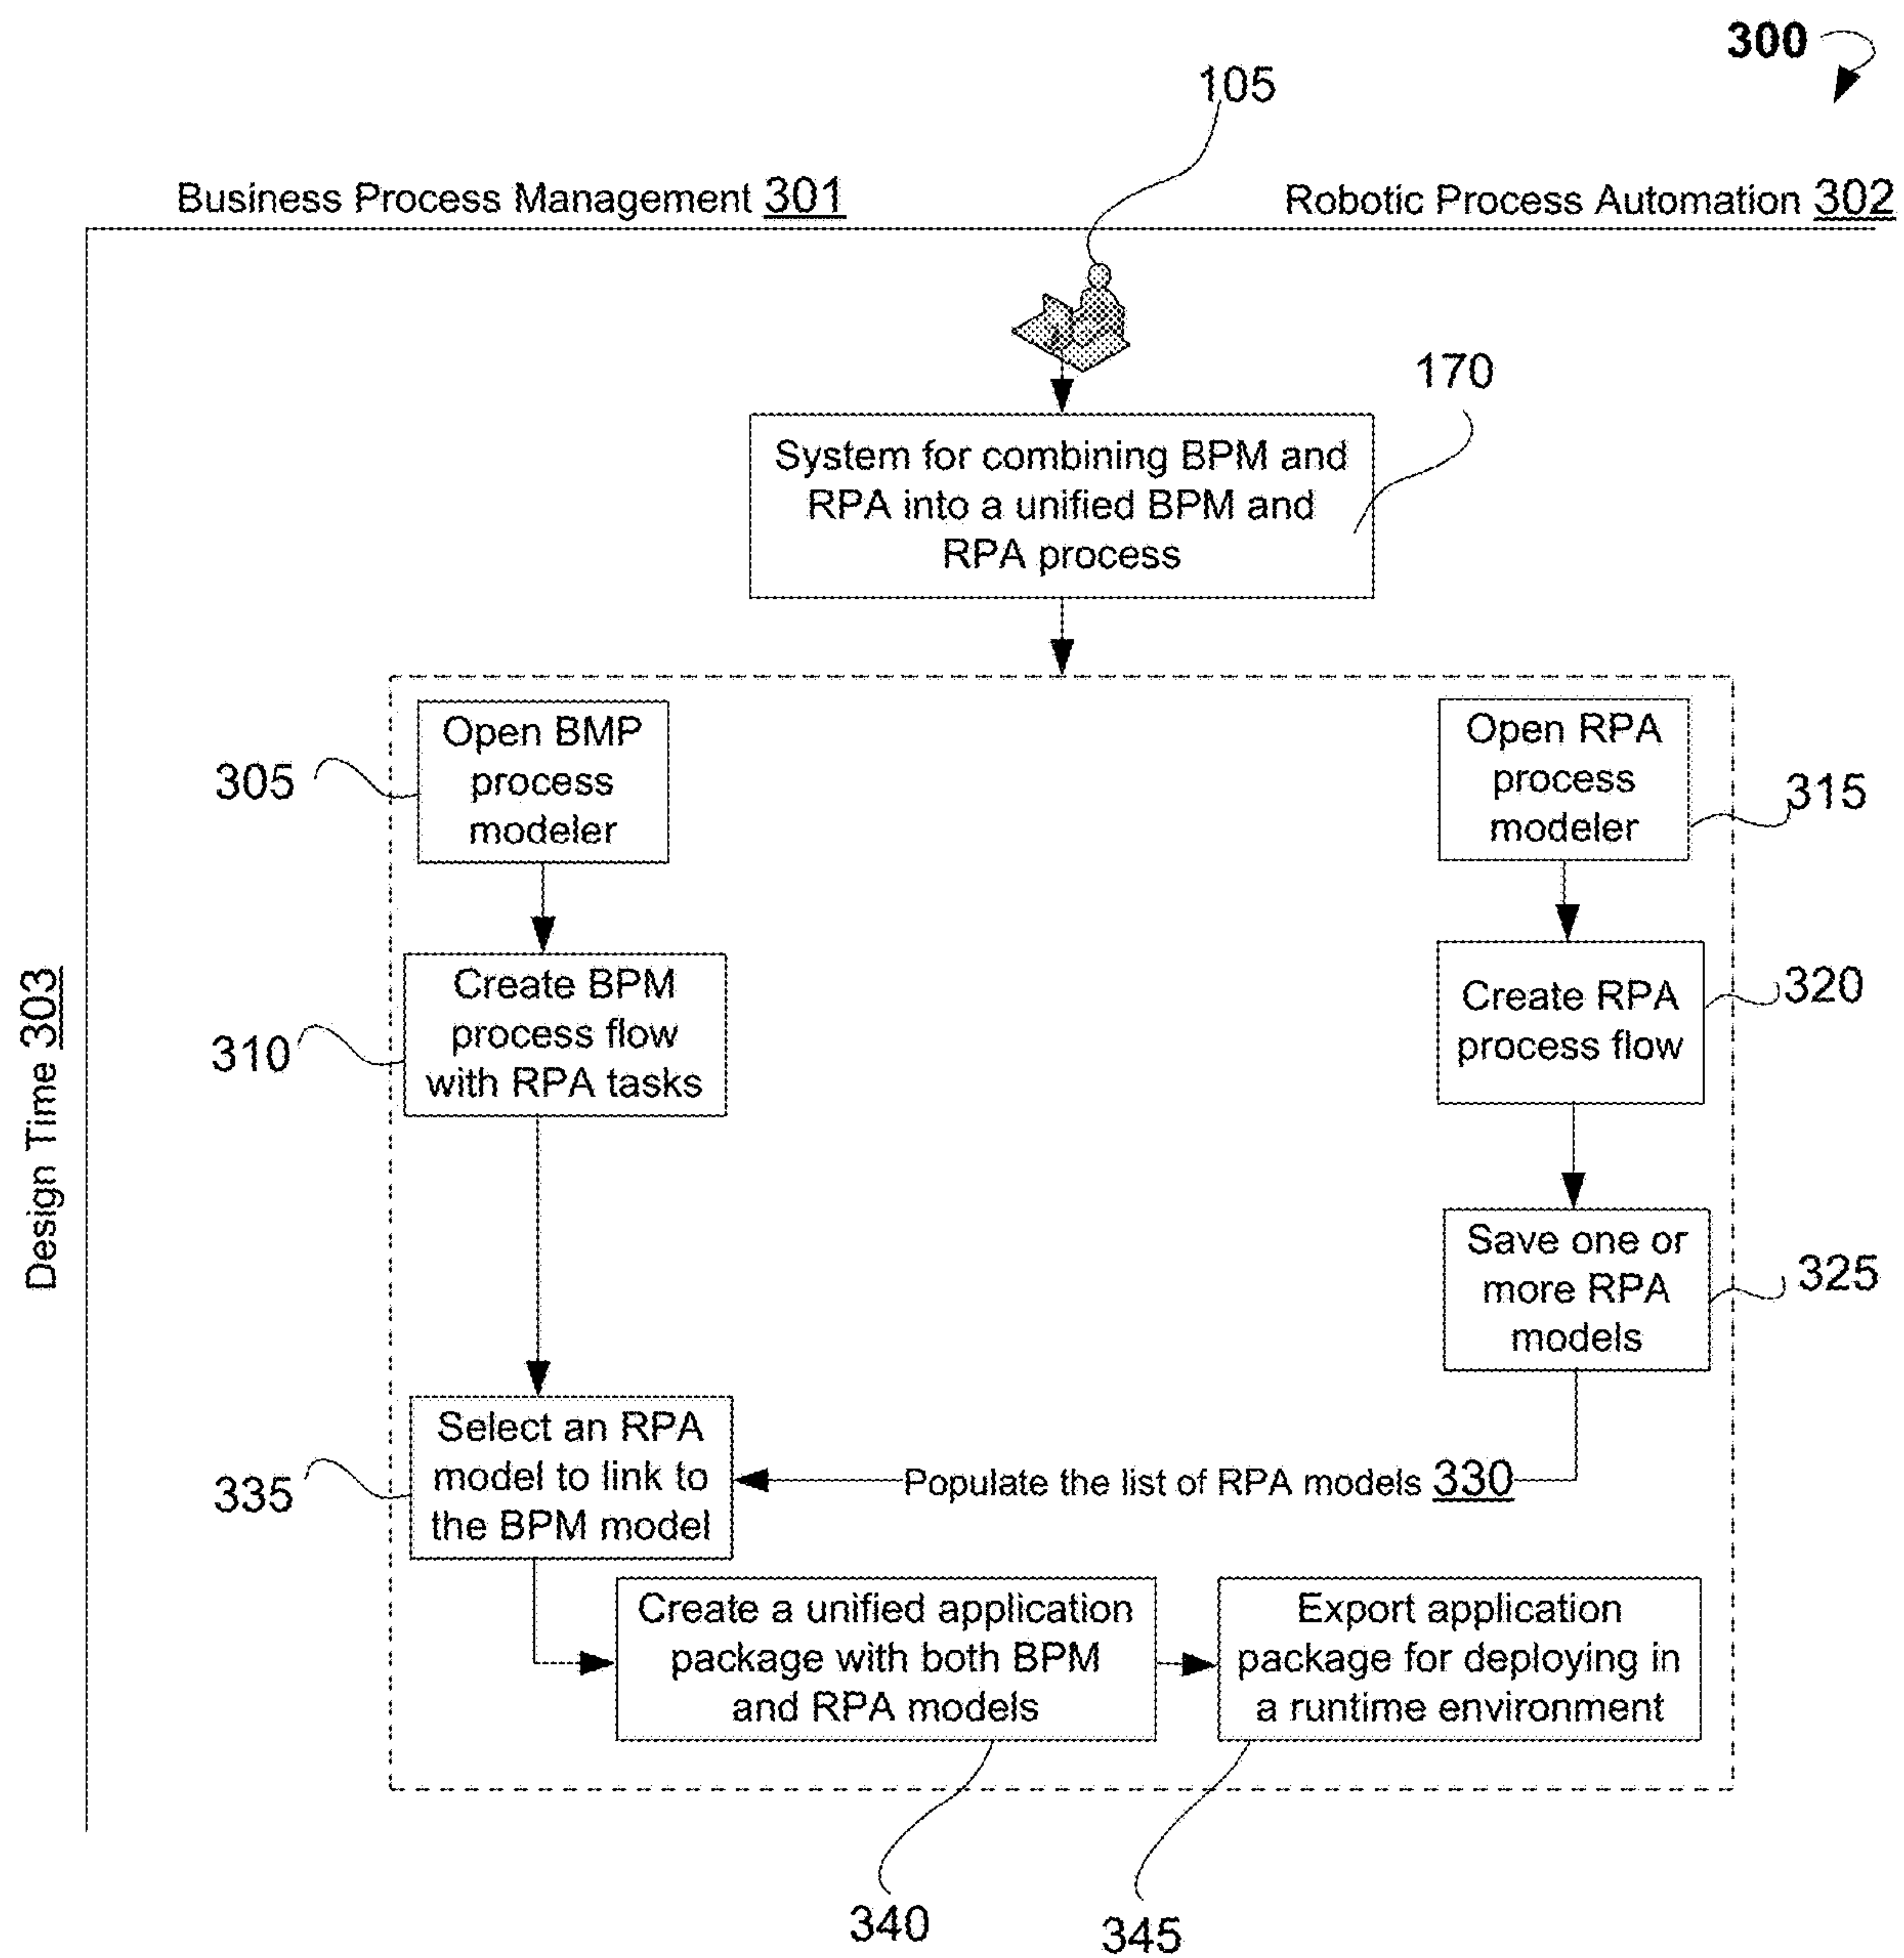 300
105
Business Process Management 301
Robotic Process Automation 302
170
System for combining BPM and
RPA into a unified BPM and
RPA process
Design Time 303
305
Open BMP
process
modeler
Open RPA
process
modeler
315
310
Create BPM
process flow
with RPA tasks
Create RPA
process flow
320
Save one or
more RPA
models
325
335
Select an RPA
model to link to
the BPM model
Populate the list of RPA models 330
Create a unified application
package with both BPM
and RPA models
Export application
package for deploying in
a runtime environment
340
345